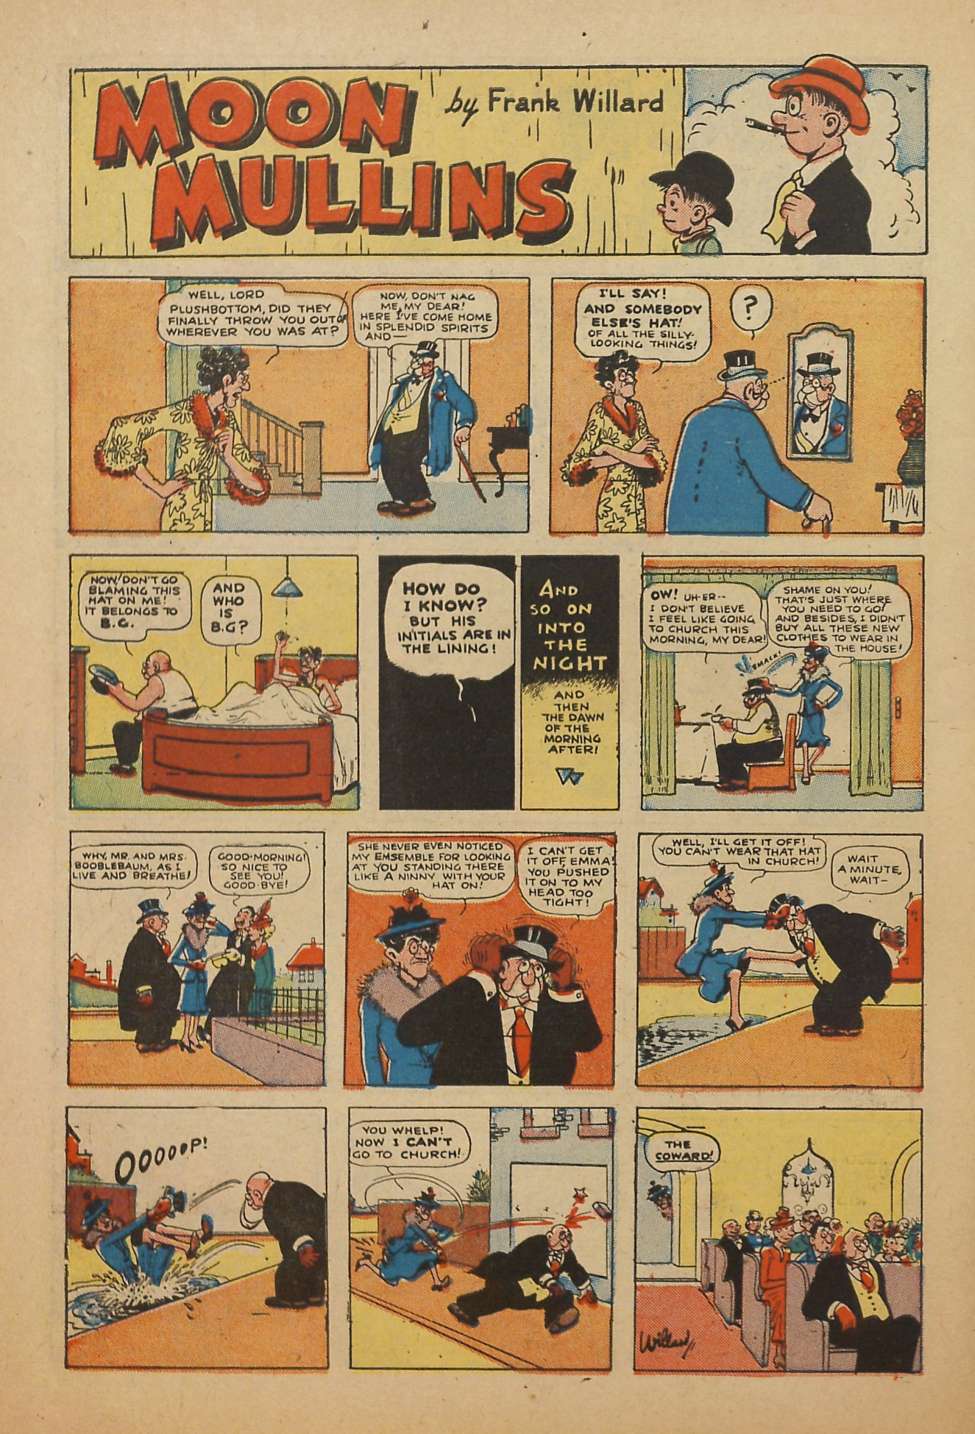 MOON
MULLINS
by Frank Willard
WELL, LORD
PLUSHBOTTOM, DID THEY
FINALLY THROW YOU OUT OF
WHEREVER YOU WAS AT?
NOW, DON'T NAG
ME, MY DEAR!
HERE I'VE COME HOME
IN SPLENDID SPIRITS
AND—
I'LL SAY!
AND SOMEBODY
ELSE'S HAT!
OF ALL THE SILLY-
LOOKING THINGS!
?
NOW! DON'T GO
BLAMING THIS
HAT ON ME!
IT BELONGS TO
B.G.
AND
WHO
IS
B.G?
HOW DO
I KNOW?
BUT HIS
INITIALS ARE IN
THE LINING!
AND
SO ON
INTO
THE
NIGHT
AND
THEN
THE DAWN
OF THE
MORNING
AFTER!
OW! UH-ER--
I DON'T BELIEVE
I FEEL LIKE GOING
TO CHURCH THIS
MORNING, MY DEAR!
SMACK!
SHAME ON YOU!
THAT'S JUST WHERE
YOU NEED TO GO!
AND BESIDES, I DIDN'T
BUY ALL THESE NEW
CLOTHES TO WEAR IN
THE HOUSE!
WHY, MR. AND MRS.
BOOBLEBAUM, AS I
LIVE AND BREATHE!
GOOD-MORNING!
SO NICE TO
SEE YOU!
GOOD-BYE!
SHE NEVER EVEN NOTICED
MY EMSEMBLE FOR LOOKING
AT YOU STANDING THERE
LIKE A NINNY WITH YOUR
HAT ON!
I CAN'T GET
IT OFF, EMMA!
YOU PUSHED
IT ON TO MY
HEAD TOO
TIGHT!
WELL, I'LL GET IT OFF!
YOU CAN'T WEAR THAT HAT
IN CHURCH!
WAIT
A MINUTE,
WAIT—
OOOOOP!
YOU WHELP!
NOW I CAN'T
GO TO CHURCH!
THE
COWARD!
Willard